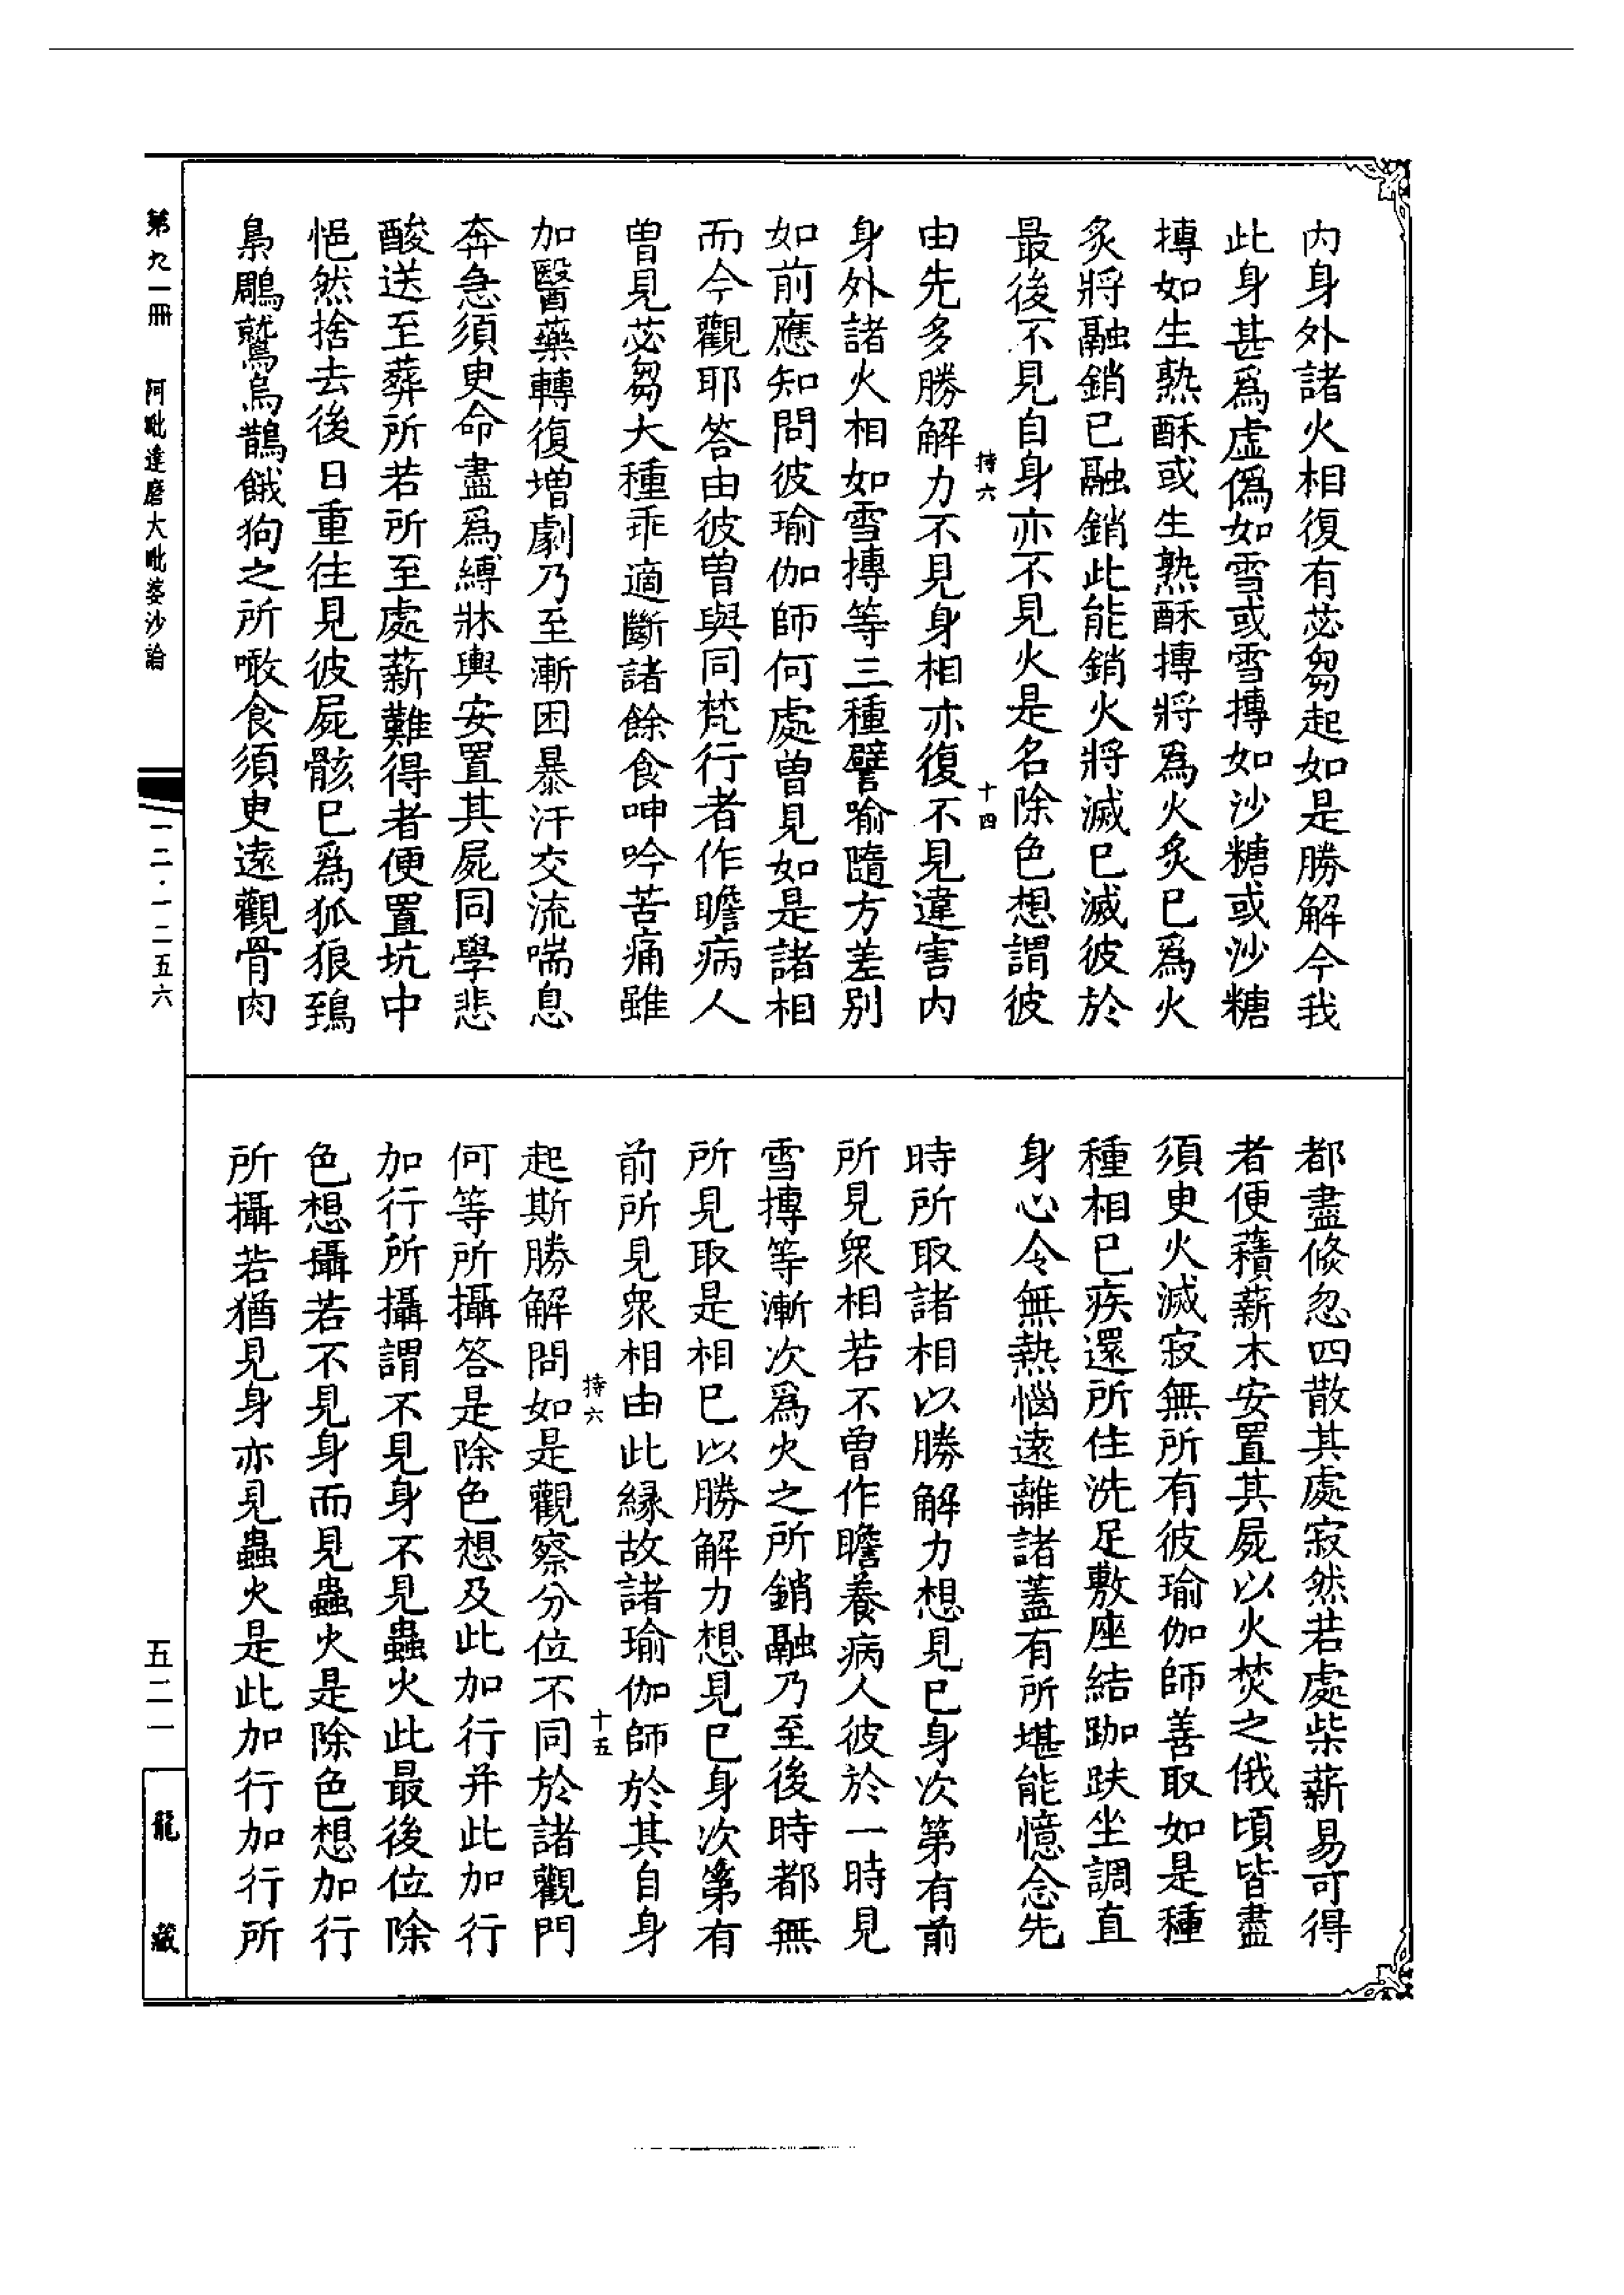 內身外諸火相復有苾芻起如是勝解今我
此身甚爲虛僞如雪或雪摶如沙糖或沙糖
摶如生熟酥或生熟酥摶將爲火炙已爲火
炙將融銷已融銷此能銷火將滅已滅彼於
最後不見自身亦不見火是名除色想謂彼
持六 十四
由先多勝解力不見身相亦復不見違害內
身外諸火相如雪摶等三種譬喻隨方差別
如前應知問彼瑜伽師何處曾見如是諸相
而今觀耶答由彼曾與同梵行者作瞻病人
曾見苾芻大種乖適斷諸餘食呻吟苦痛雖
加醫藥轉復增劇乃至漸困暴汗交流喘息
奔急須臾命盡爲縛牀輿安置其屍同學悲
酸送至葬所若所至處薪難得者便置坑中
悒然捨去後日重往見彼屍骸已爲狐狼鵄
梟鵰鷲烏鵲餓狗之所噉食須臾遠觀骨肉
都盡倏忽四散其處寂然若處柴薪易可得
者便積薪木安置其屍以火焚之俄頃皆盡
須臾火滅寂無所有彼瑜伽師善取如是種
種相已疾還所住洗足敷座結跏趺坐調直
身心令無熱惱遠離諸蓋有所堪能憶念先
時所取諸相以勝解力想見已身次第有前
所見衆相若不曾作瞻養病人彼於一時見
雪摶等漸次爲火之所銷融乃至後時都無
所見取是相已以勝解力想見已身次第有
前所見衆相由此緣故諸瑜伽師於其自身
持六 十五
起斯勝解問如是觀察分位不同於諸觀門
何等所攝答是除色想及此加行并此加行
加行所攝謂不見身不見蟲火此最後位除
色想攝若不見身而見蟲火是除色想加行
所攝若猶見身亦見蟲火是此加行加行所
第九一冊 阿毗達磨大毗婆沙論
一二·一二五六
五二一
龍藏